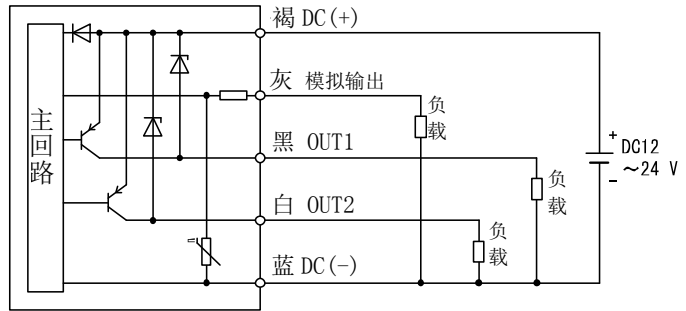 褐 DC(+)
灰 模拟输出
主回路
负载
黑 OUT1
+
DC12
～24 V
-
负载
白 OUT2
负载
蓝 DC(-)